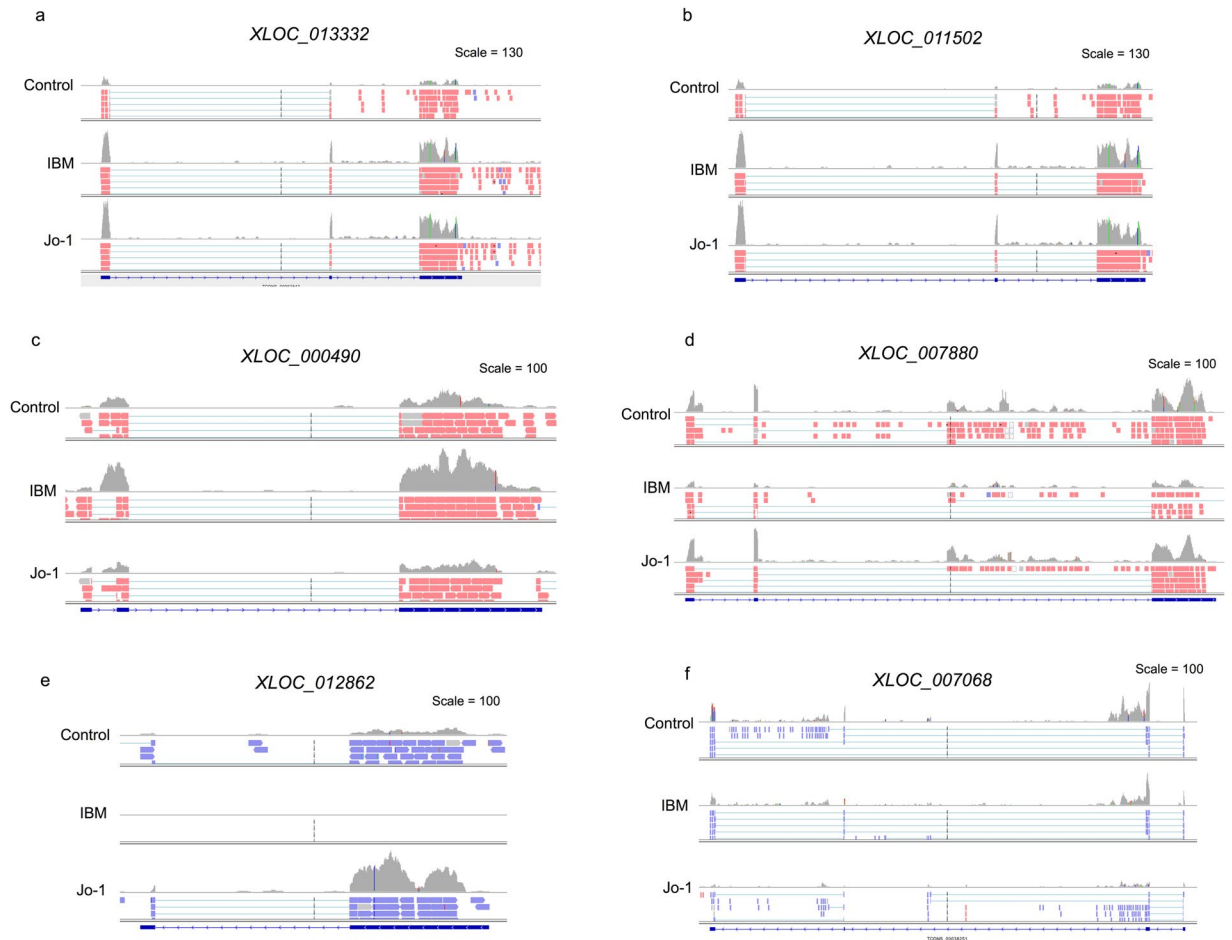 a
XLOC_013332
Scale = 130
Control
IBM
Jo-1
b
XLOC_011502
Scale = 130
Control
IBM
Jo-1
c
XLOC_000490
Scale = 100
Control
IBM
Jo-1
d
XLOC_007880
Scale = 100
Control
IBM
Jo-1
e
XLOC_012862
Scale = 100
Control
IBM
Jo-1
f
XLOC_007068
Scale = 100
Control
IBM
Jo-1